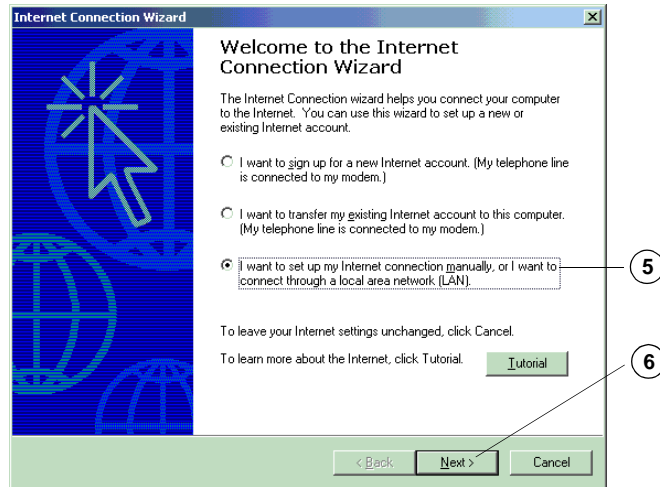 Internet Connection Wizard
Welcome to the Internet
Connection Wizard
The Internet Connection wizard helps you connect your computer
to the Internet. You can use this wizard to set up a new or
existing Internet account.
I want to sign up for a new Internet account. (My telephone line
is connected to my modem.)
I want to transfer my existing Internet account to this computer.
(My telephone line is connected to my modem.)
I want to set up my Internet connection manually, or I want to
connect through a local area network (LAN).
5
To leave your Internet settings unchanged, click Cancel.
To learn more about the Internet, click Tutorial.
Tutorial
6
< Back
Next >
Cancel